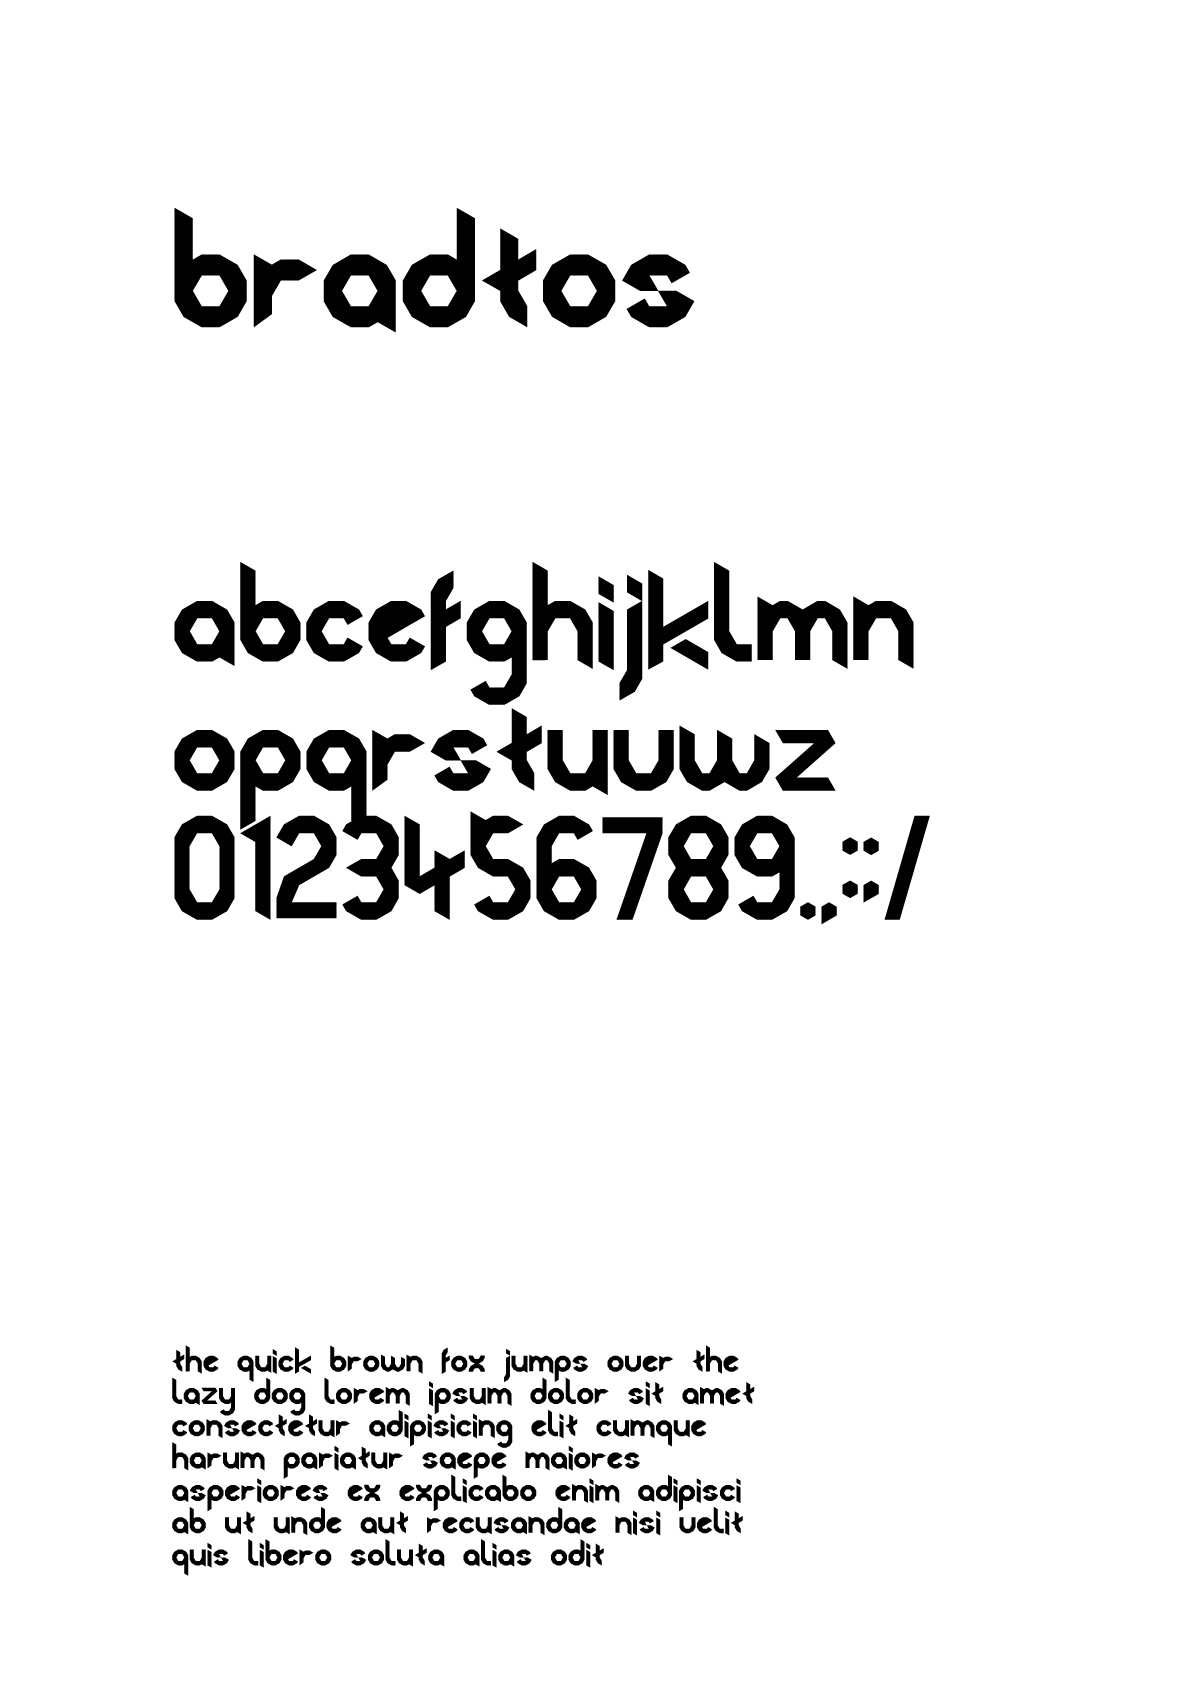 bradtos
abcefghijklmn
opqrstuvwz
0123456789.,:;/
the quick brown fox jumps over the
lazy dog lorem ipsum dolor sit amet
consectetur adipisicing elit cumque
harum pariatur saepe maiores
asperiores ex explicabo enim adipisci
ab ut unde aut recusandae nisi velit
quis libero soluta alias odit